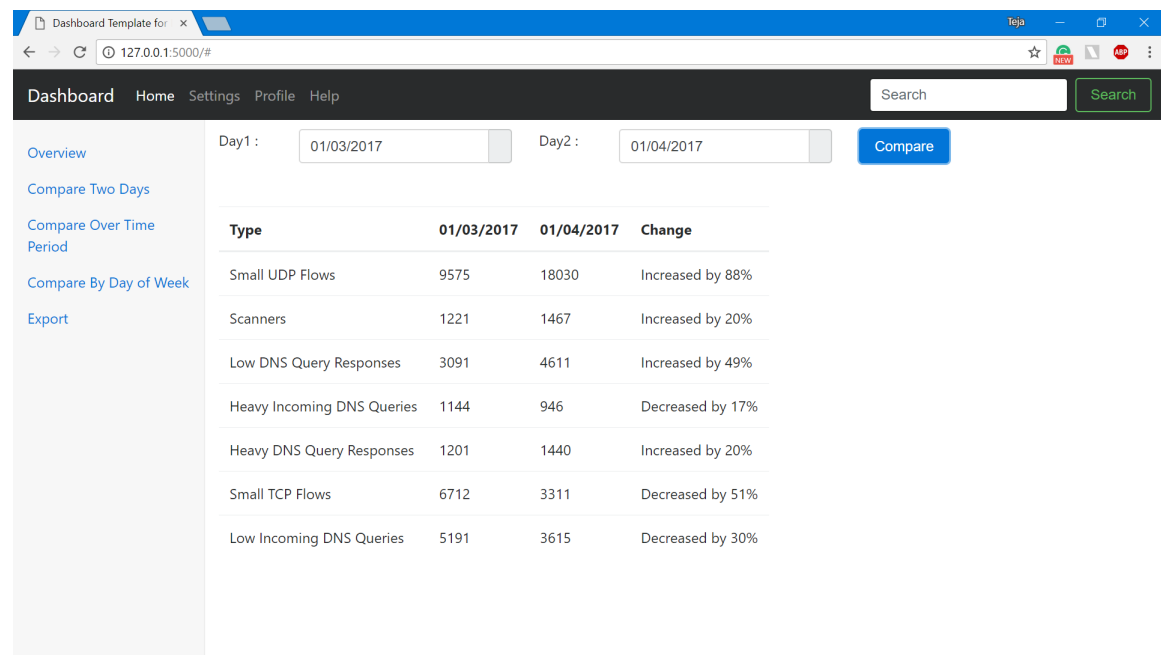 Dashboard Template for
Teja
127.0.0.1:5000/#
NEW
ABP
Dashboard Home Settings Profile Help
Search
Search
Overview
Compare Two Days
Compare Over Time
Period
Compare By Day of Week
Export
Day1 : 01/03/2017 Day2 : 01/04/2017 Compare
Type 01/03/2017 01/04/2017 Change
Small UDP Flows 9575 18030 Increased by 88%
Scanners 1221 1467 Increased by 20%
Low DNS Query Responses 3091 4611 Increased by 49%
Heavy Incoming DNS Queries 1144 946 Decreased by 17%
Heavy DNS Query Responses 1201 1440 Increased by 20%
Small TCP Flows 6712 3311 Decreased by 51%
Low Incoming DNS Queries 5191 3615 Decreased by 30%